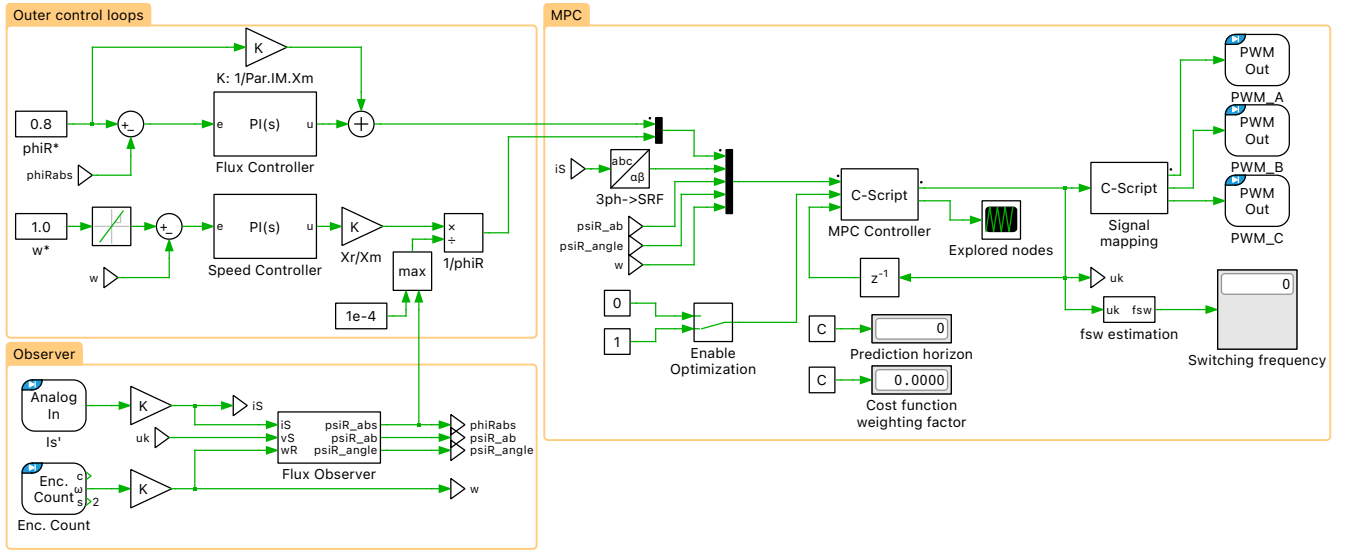 Outer control loops
K
K: 1/Par.IM.Xm
0.8
phiR*
+
−
e
PI(s)
u
Flux Controller
+
phiRabs
1.0
w*
+
−
e
PI(s)
u
Speed Controller
K
Xr/Xm
×
÷
1/phiR
w
max
1e-4
Observer
Analog
In
Is'
K
iS
uk
iS
vS
wR
psiR_abs
psiR_ab
psiR_angle
Flux Observer
phiRabs
psiR_ab
psiR_angle
Enc.
Count
c
ω
s
2
Enc. Count
K
w
MPC
iS
abc
αβ
3ph->SRF
psiR_ab
psiR_angle
w
0
1
Enable
Optimization
C-Script
MPC Controller
Explored nodes
z-1
C
0
Prediction horizon
C
0.0000
Cost function
weighting factor
C-Script
Signal
mapping
uk
uk
fsw
fsw estimation
0
Switching frequency
PWM
Out
PWM_A
PWM
Out
PWM_B
PWM
Out
PWM_C